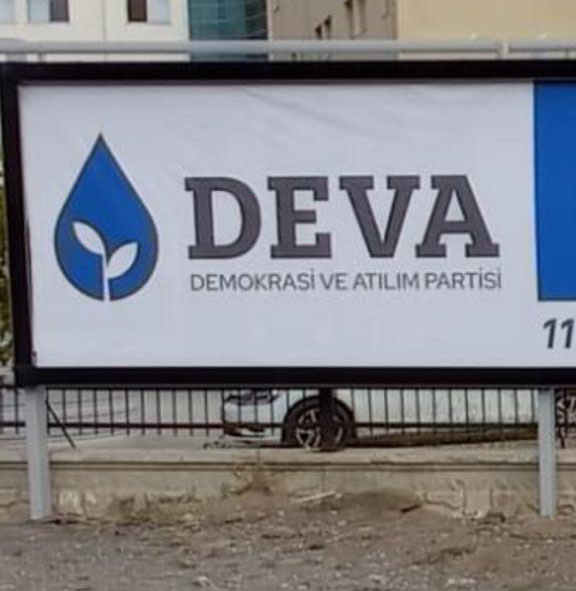 DEVA
DEMOKRASİ VE ATILIM PARTİSİ
11